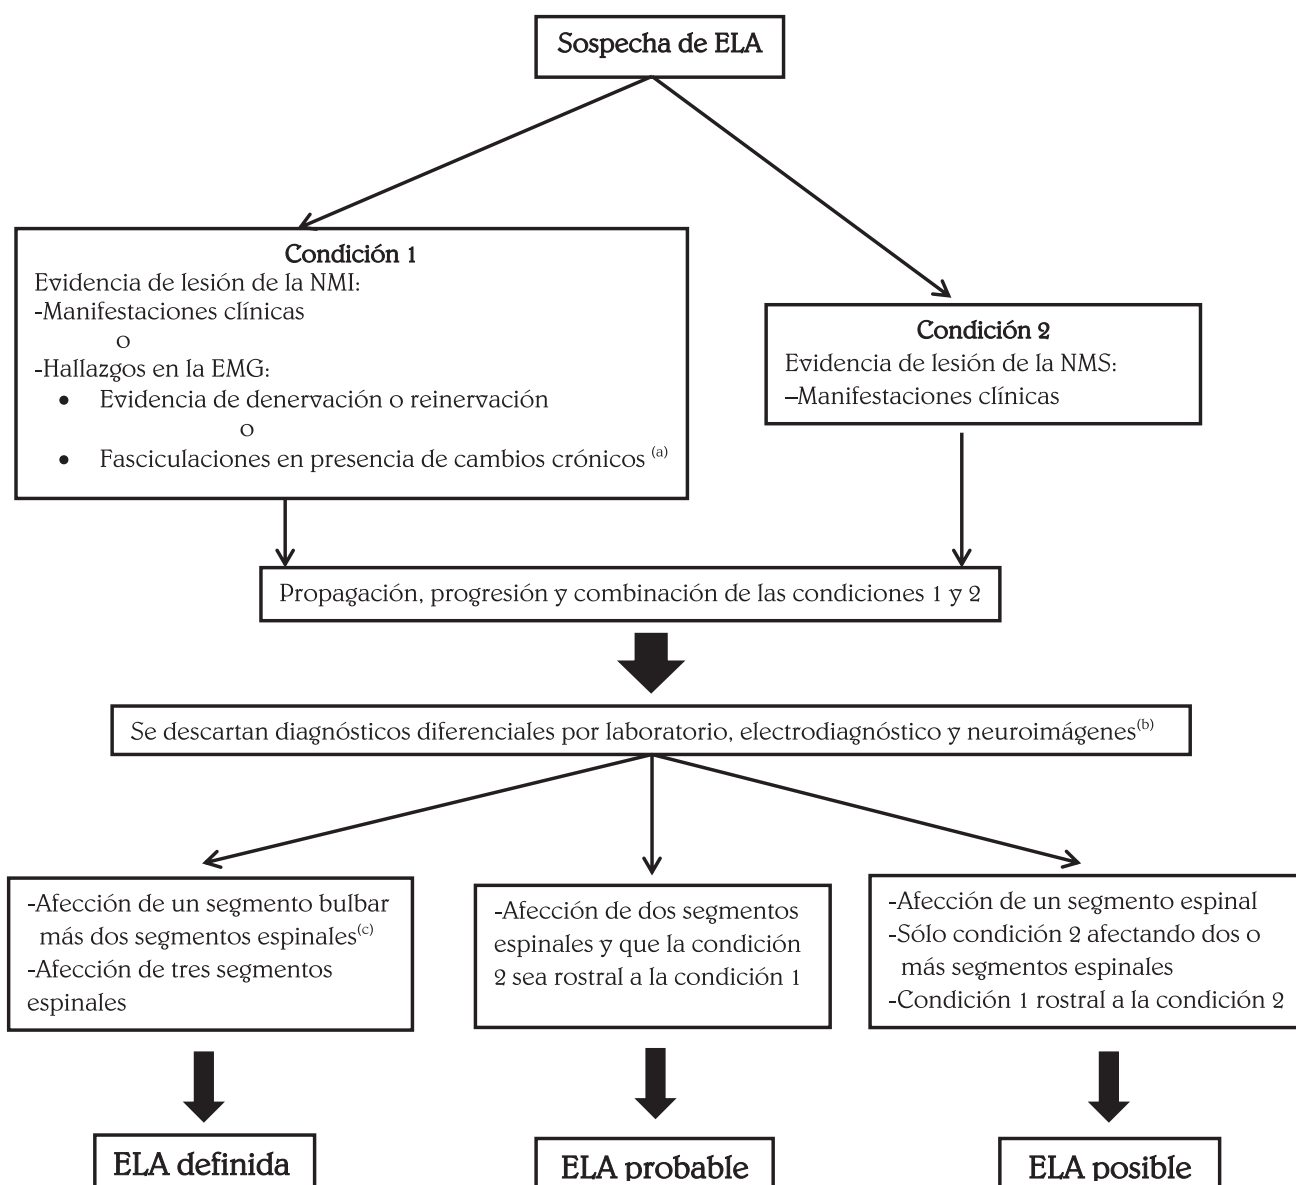 Sospecha de ELA
Condición 1
Evidencia de lesión de la NMI:
-Manifestaciones clínicas
o
-Hallazgos en la EMG:
• Evidencia de denervación o reinervación
o
• Fasciculaciones en presencia de cambios crónicos (a)
Condición 2
Evidencia de lesión de la NMS:
–Manifestaciones clínicas
Propagación, progresión y combinación de las condiciones 1 y 2
Se descartan diagnósticos diferenciales por laboratorio, electrodiagnóstico y neuroimágenes(b)
-Afección de un segmento bulbar
más dos segmentos espinales(c)
-Afección de tres segmentos
espinales
-Afección de dos segmentos
espinales y que la condición
2 sea rostral a la condición 1
-Afección de un segmento espinal
-Sólo condición 2 afectando dos o
más segmentos espinales
-Condición 1 rostral a la condición 2
ELA definida
ELA probable
ELA posible